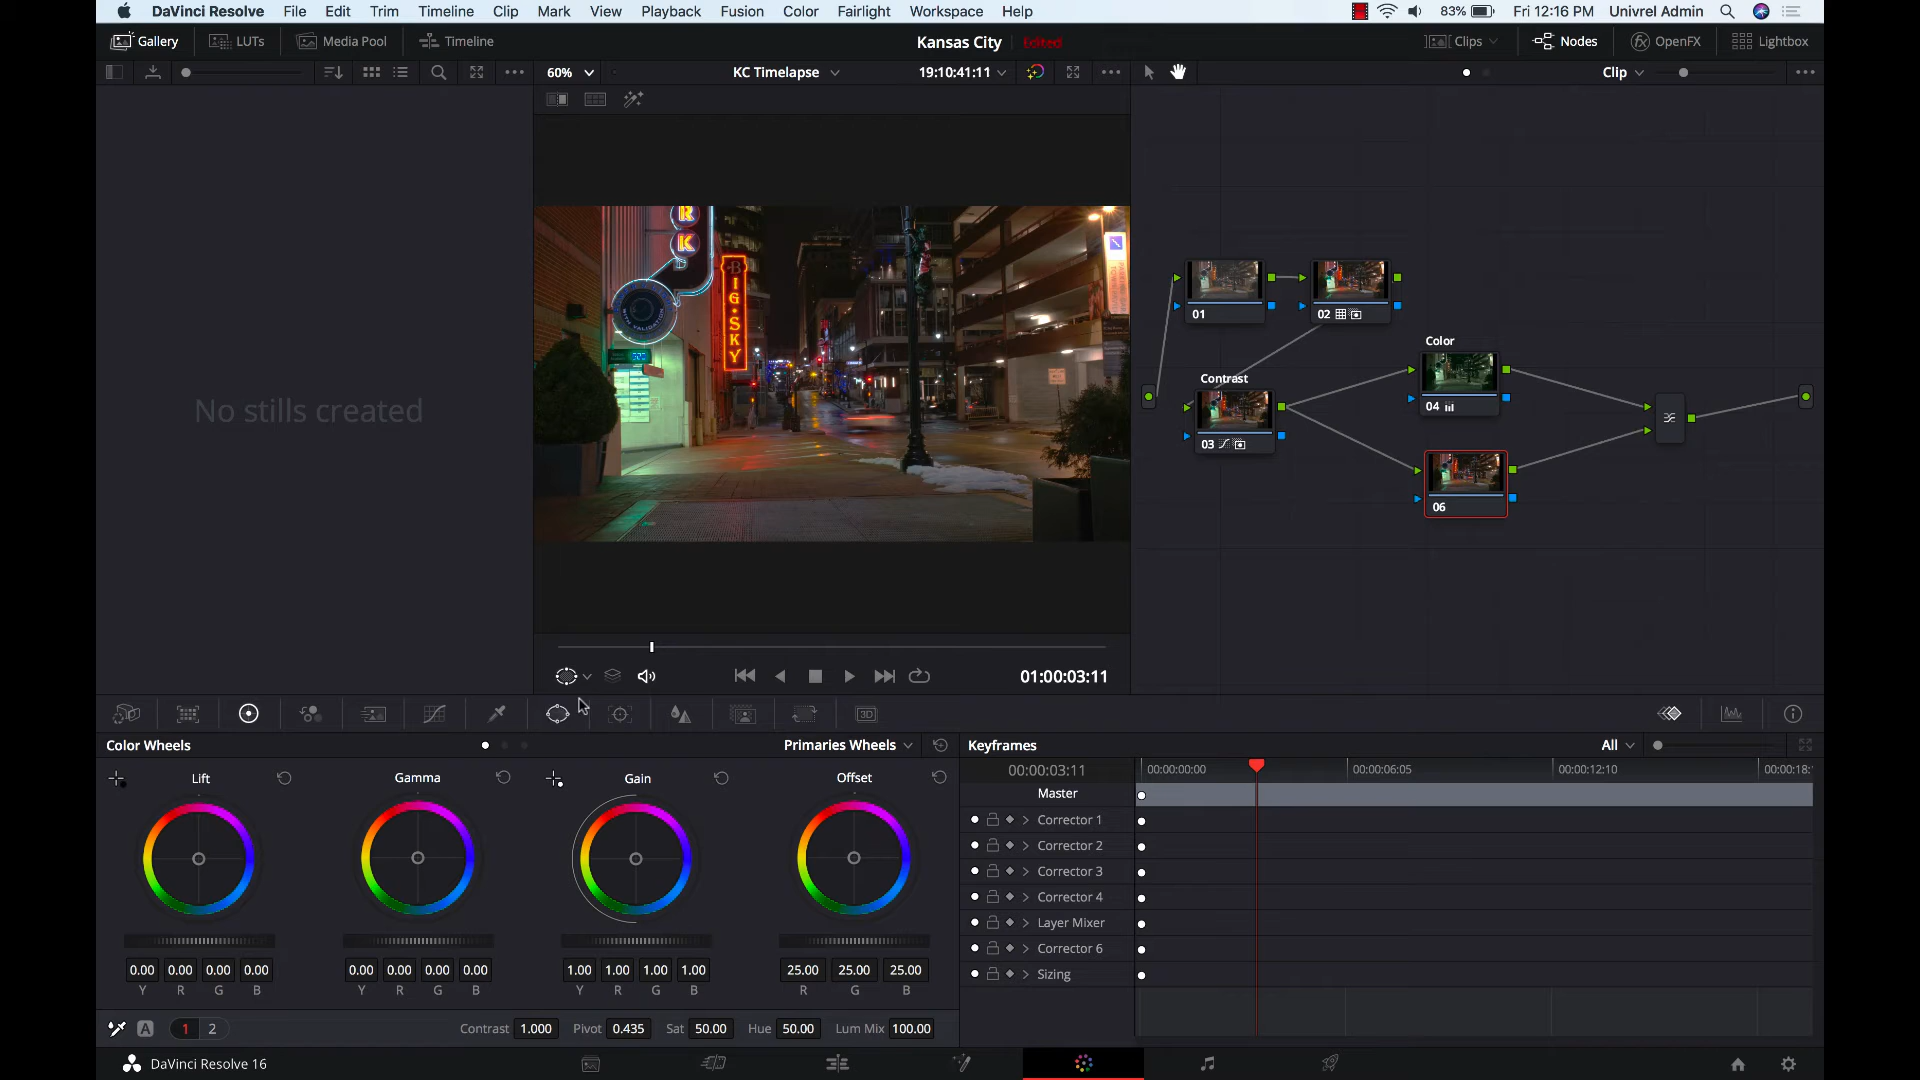 DaVinci Resolve File Edit Trim Timeline Clip Mark View Playback Fusion Color Fairlight Workspace Help 83% Fri 12:16 PM Univrel Admin
Gallery LUTs Media Pool Timeline Kansas City Edited Clips Nodes OpenFX Lightbox
60% KC Timelapse 19:10:41:11 Clip
No stills created
R
K
BIG SKY
WITH VALIDATION
01
02
Contrast
03
Color
04
06
01:00:03:11
Color Wheels Primaries Wheels Keyframes All
Lift Gamma Gain Offset
00:00:03:11 00:00:00:00 00:00:06:05 00:00:12:10 00:00:18:
Master
Corrector 1
Corrector 2
Corrector 3
Corrector 4
Layer Mixer
Corrector 6
Sizing
0.00 0.00 0.00 0.00 0.00 0.00 0.00 0.00 1.00 1.00 1.00 1.00 25.00 25.00 25.00
Y R G B Y R G B Y R G B R G B
A 1 2 Contrast 1.000 Pivot 0.435 Sat 50.00 Hue 50.00 Lum Mix 100.00
DaVinci Resolve 16